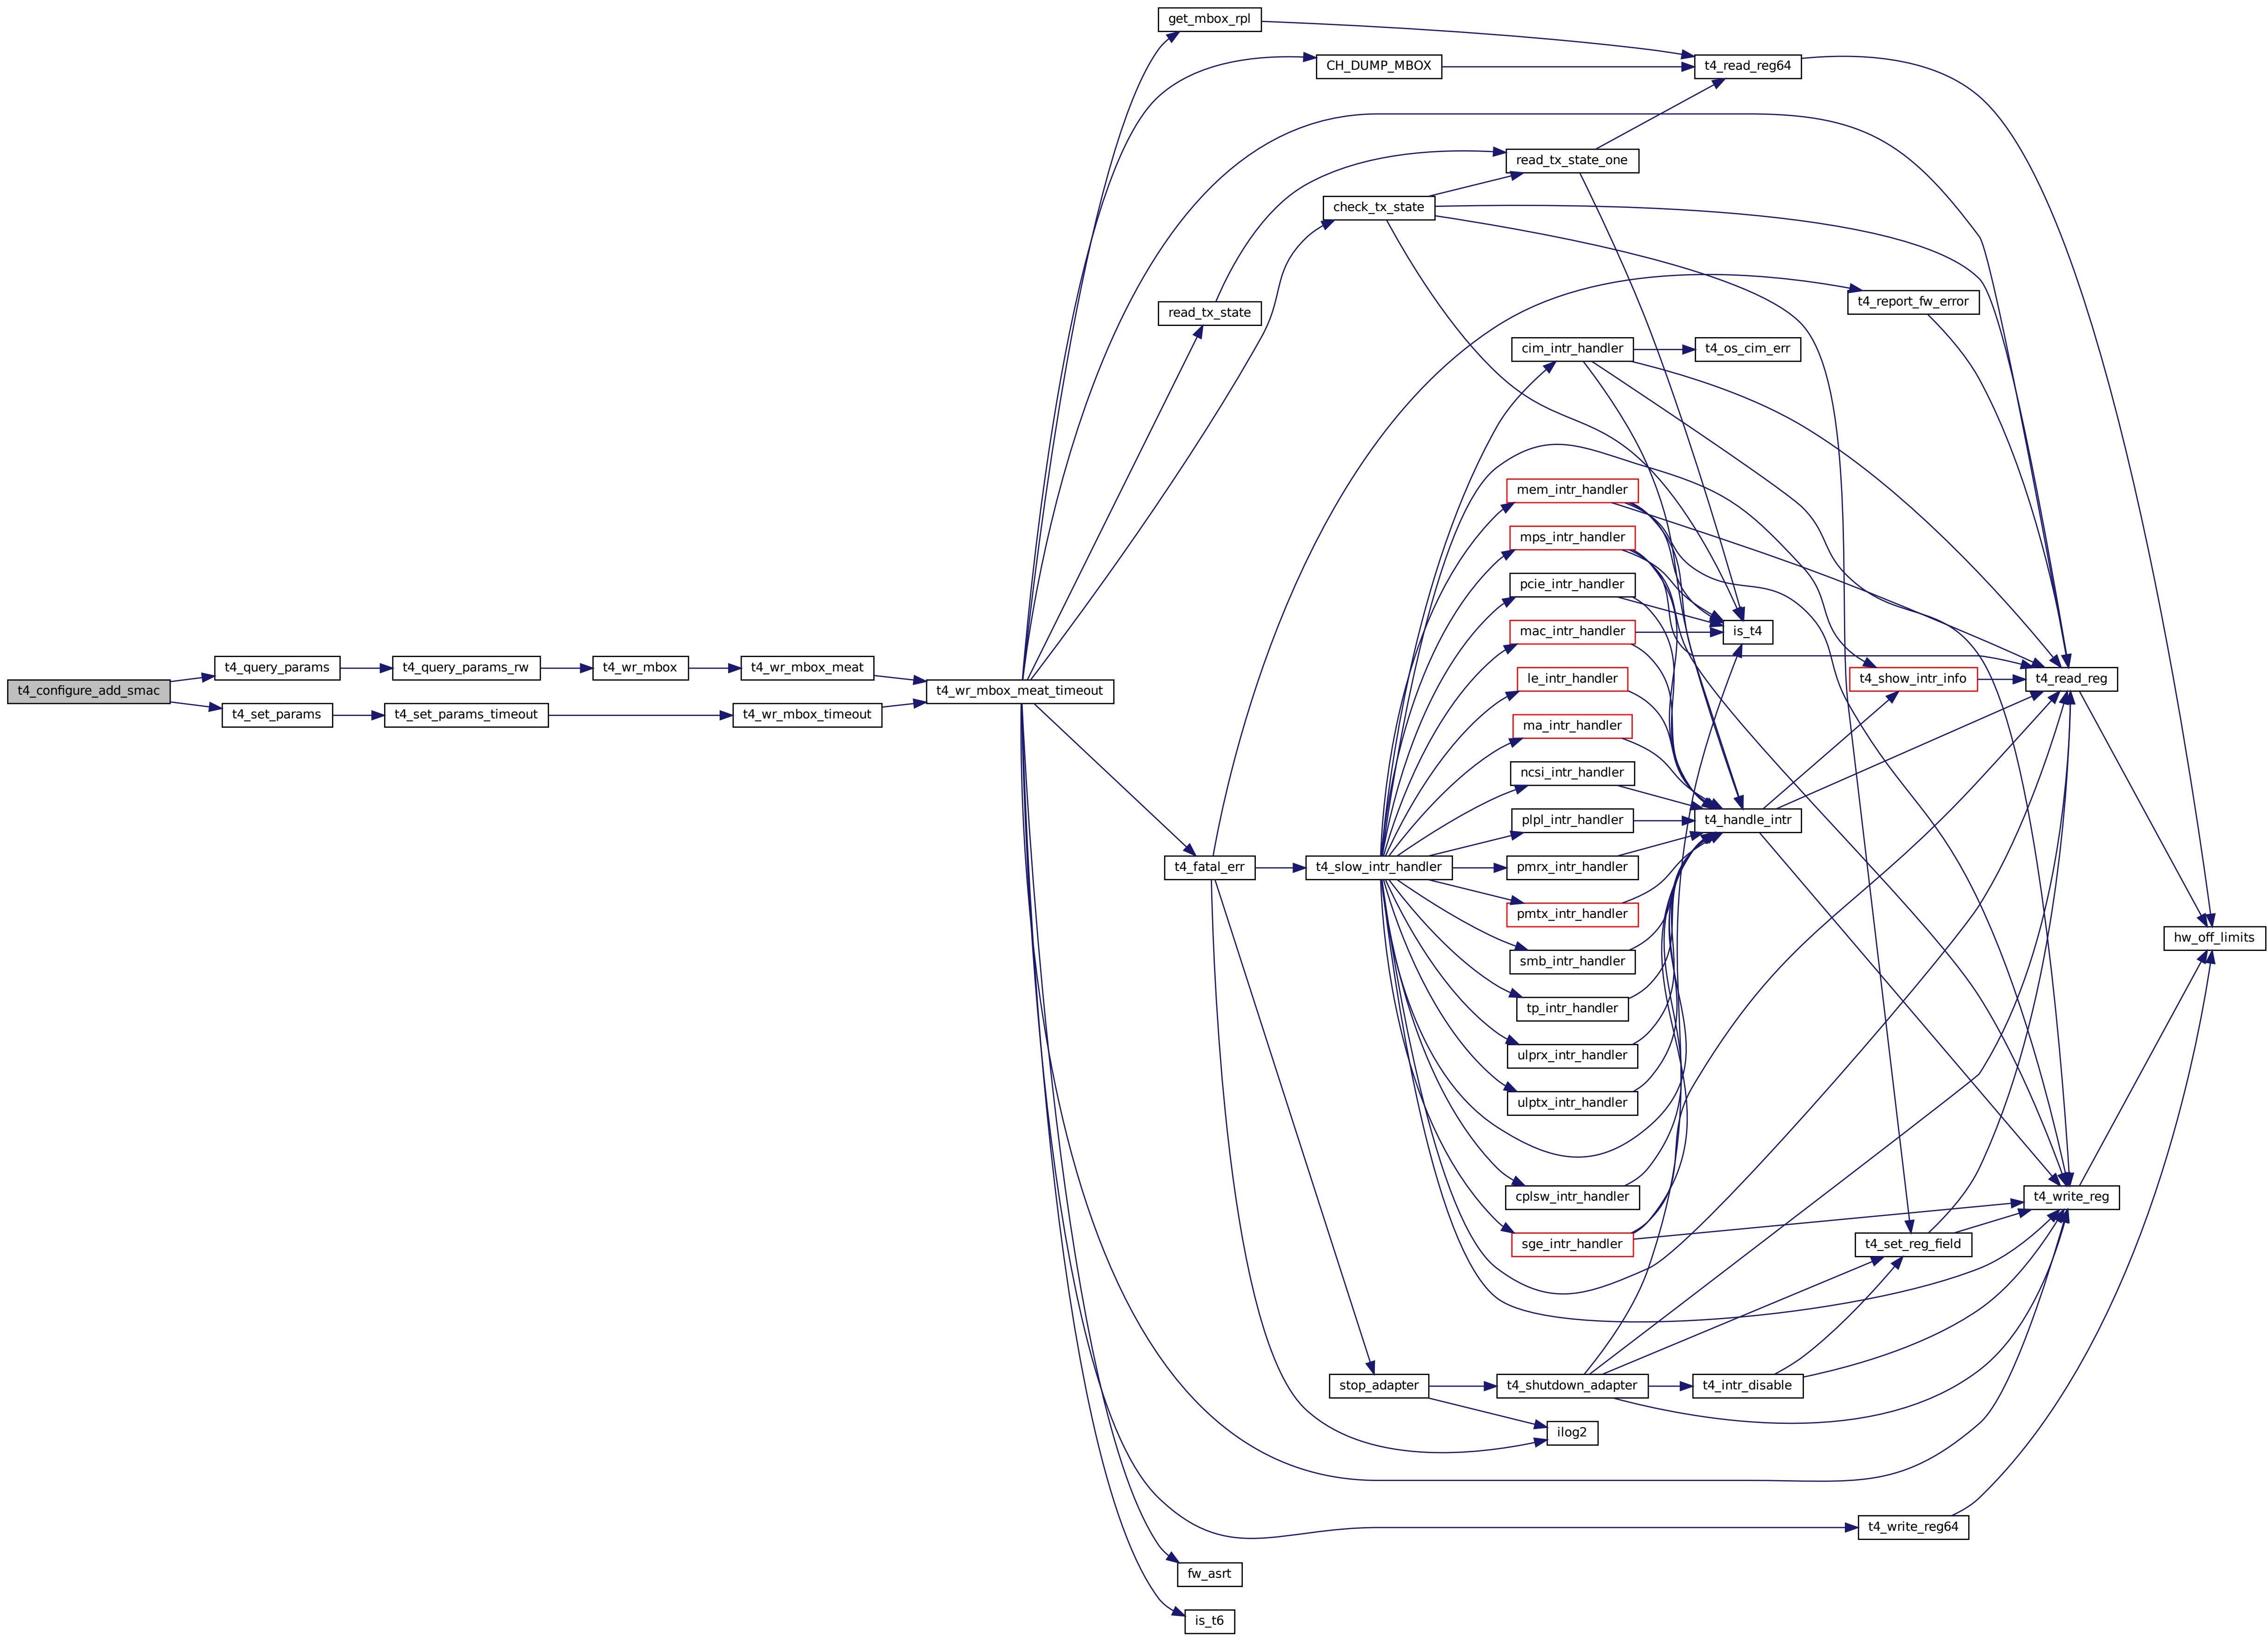 t4_configure_add_smac
t4_query_params
t4_set_params
t4_query_params_rw
t4_set_params_timeout
t4_wr_mbox
t4_wr_mbox_meat
t4_wr_mbox_timeout
t4_wr_mbox_meat_timeout
get_mbox_rpl
CH_DUMP_MBOX
t4_read_reg64
read_tx_state_one
check_tx_state
read_tx_state
t4_report_fw_error
cim_intr_handler
t4_os_cim_err
mem_intr_handler
mps_intr_handler
pcie_intr_handler
mac_intr_handler
is_t4
le_intr_handler
t4_show_intr_info
t4_read_reg
ma_intr_handler
ncsi_intr_handler
plpl_intr_handler
t4_handle_intr
t4_fatal_err
t4_slow_intr_handler
pmrx_intr_handler
pmtx_intr_handler
hw_off_limits
smb_intr_handler
tp_intr_handler
ulprx_intr_handler
ulptx_intr_handler
cplsw_intr_handler
t4_write_reg
sge_intr_handler
t4_set_reg_field
stop_adapter
t4_shutdown_adapter
t4_intr_disable
ilog2
t4_write_reg64
fw_asrt
is_t6